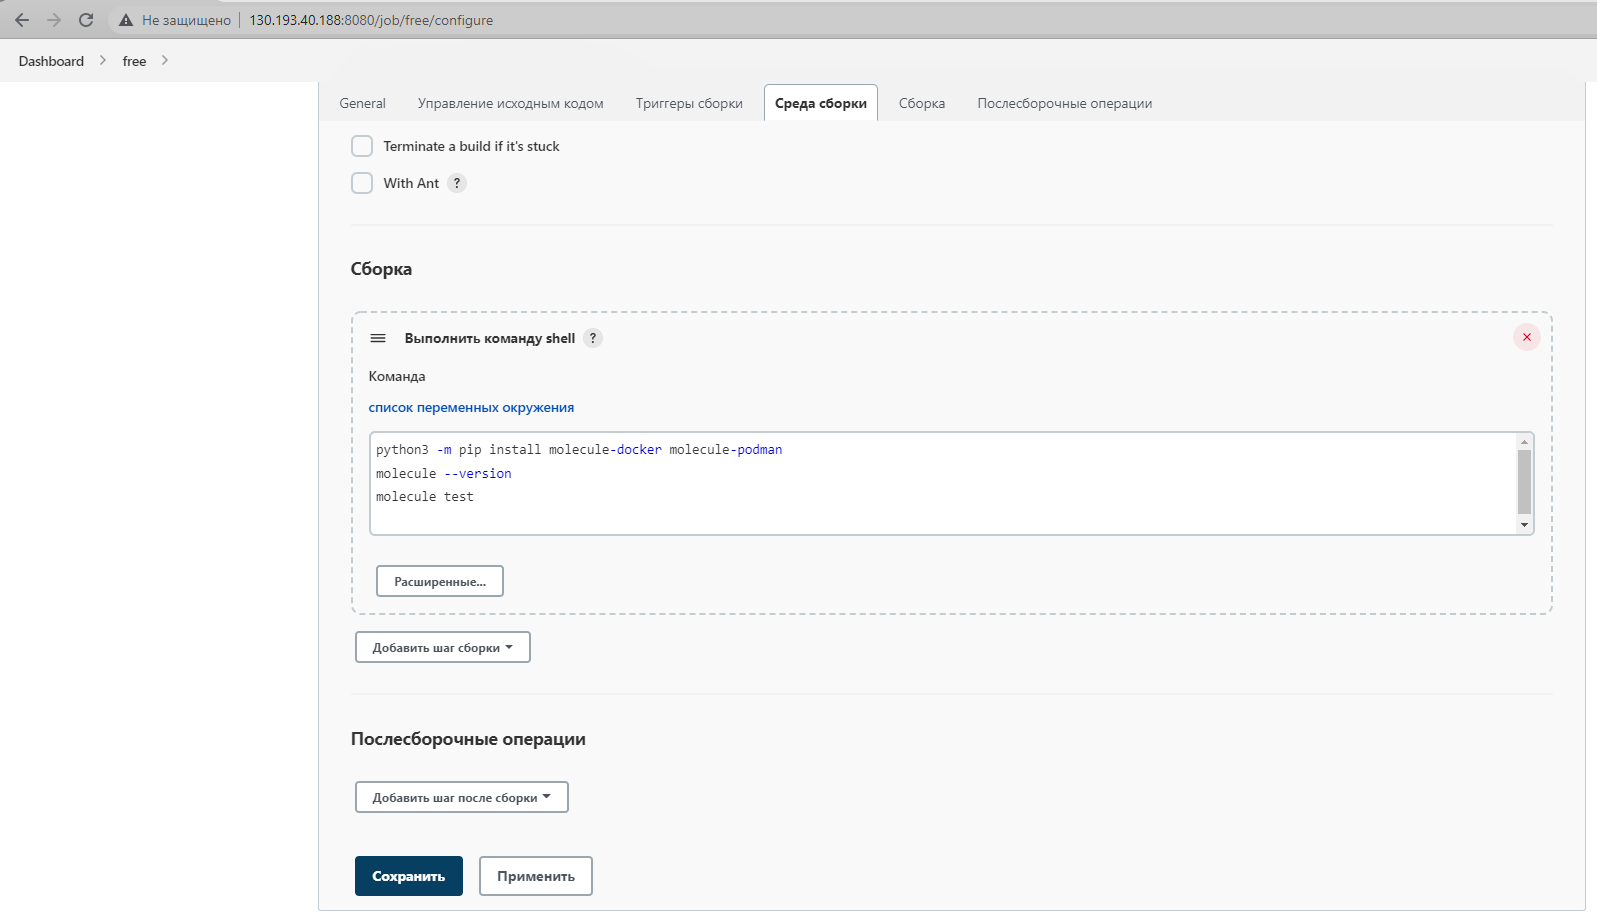 Не защищено 130.193.40.188:8080/job/free/configure
Dashboard free
General Управление исходным кодом Триггеры сборки Среда сборки Сборка Послесборочные операции
Terminate a build if it's stuck
With Ant ?
Сборка
Выполнить команду shell ?
Команда
список переменных окружения
python3 -m pip install molecule-docker molecule-podman
molecule --version
molecule test
Расширенные...
Добавить шаг сборки
Послесборочные операции
Добавить шаг после сборки
Сохранить Применить